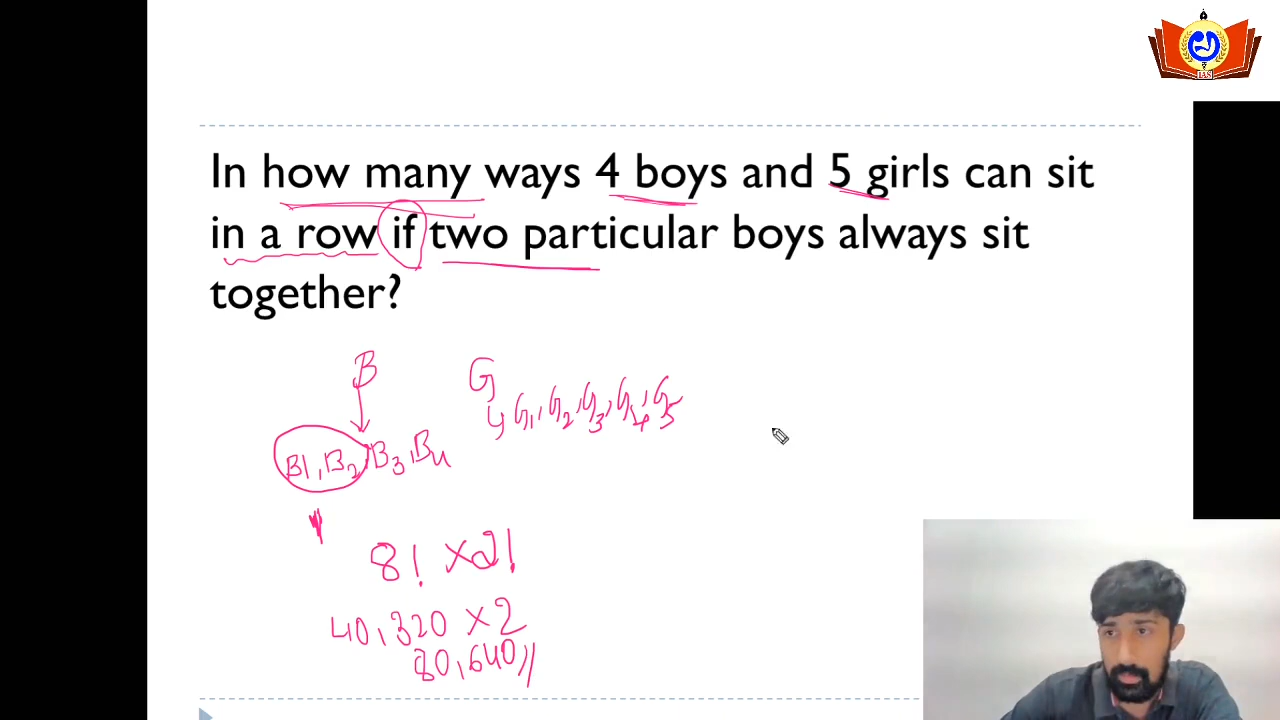 In how many ways 4 boys and 5 girls can sit
in a row if two particular boys always sit
together?
B
G
G1, G2, G3, G4, G5
B1, B2, B3, B4
8! × 2!
40,320 × 2
80,640
IAS